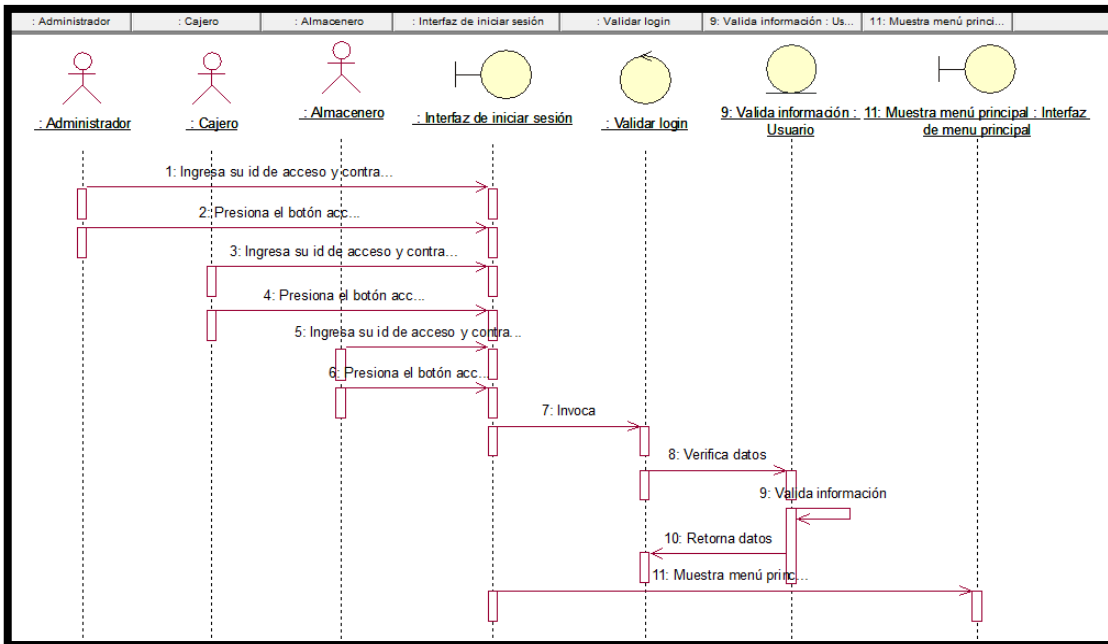 : Administrador
: Cajero
: Almacenero
: Interfaz de iniciar sesión
: Validar login
9: Valida información : Us...
11: Muestra menú princi...
: Administrador
: Cajero
: Almacenero
: Interfaz de iniciar sesión
: Validar login
9: Valida información :
Usuario
11: Muestra menú principal : Interfaz
de menu principal
1: Ingresa su id de acceso y contra...
2: Presiona el botón acc...
3: Ingresa su id de acceso y contra...
4: Presiona el botón acc...
5: Ingresa su id de acceso y contra...
6: Presiona el botón acc...
7: Invoca
8: Verifica datos
9: Valida información
10: Retorna datos
11: Muestra menú princ...